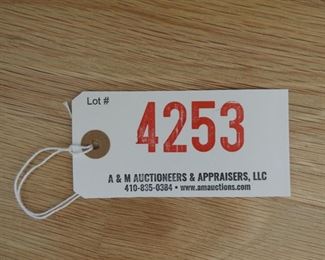 Lot #
4253
A & M AUCTIONEERS & APPRAISERS, LLC
410-835-0384 • www.amauctions.com